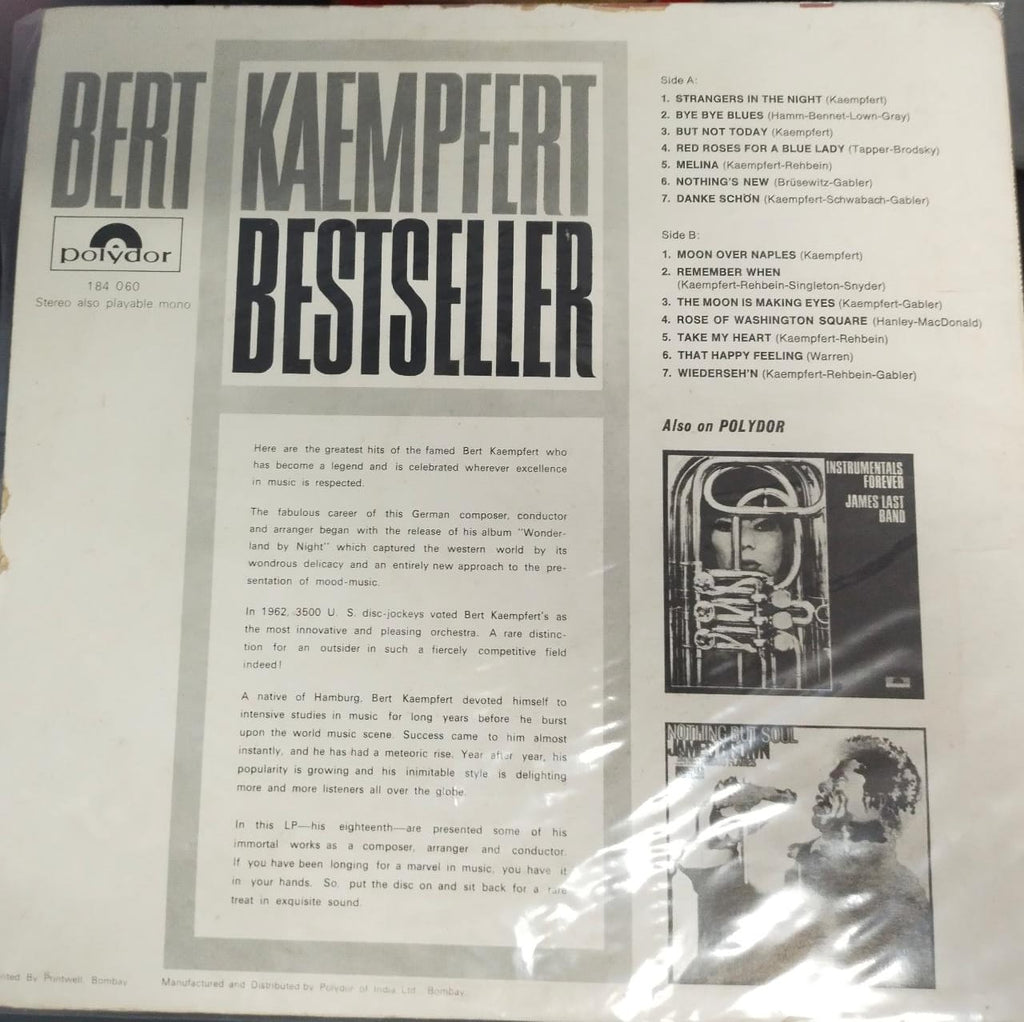 BERT KAEMPFERT
BESTSELLER
polydor
184 060
Stereo also playable mono
Here are the greatest hits of the famed Bert Kaempfert who
has become a legend and is celebrated wherever excellence
in music is respected.
The fabulous career of this German composer, conductor
and arranger began with the release of his album "Wonder-
land by Night" which captured the western world by its
wondrous delicacy and an entirely new approach to the pre-
sentation of mood-music.
In 1962, 3500 U. S. disc-jockeys voted Bert Kaempfert's as
the most innovative and pleasing orchestra. A rare distinc-
tion for an outsider in such a fiercely competitive field
indeed!
A native of Hamburg, Bert Kaempfert devoted himself to
intensive studies in music for long years before he burst
upon the world music scene. Success came to him almost
instantly, and he has had a meteoric rise. Year after year, his
popularity is growing and his inimitable style is delighting
more and more listeners all over the globe.
In this LP—his eighteenth—are presented some of his
immortal works as a composer, arranger and conductor.
If you have been longing for a marvel in music, you have it
in your hands. So, put the disc on and sit back for a rare
treat in exquisite sound.
Side A:
1. STRANGERS IN THE NIGHT (Kaempfert)
2. BYE BYE BLUES (Hamm-Bennet-Lown-Gray)
3. BUT NOT TODAY (Kaempfert)
4. RED ROSES FOR A BLUE LADY (Tapper-Brodsky)
5. MELINA (Kaempfert-Rehbein)
6. NOTHING'S NEW (Brüsewitz-Gabler)
7. DANKE SCHÖN (Kaempfert-Schwabach-Gabler)
Side B:
1. MOON OVER NAPLES (Kaempfert)
2. REMEMBER WHEN
(Kaempfert-Rehbein-Singleton-Snyder)
3. THE MOON IS MAKING EYES (Kaempfert-Gabler)
4. ROSE OF WASHINGTON SQUARE (Hanley-MacDonald)
5. TAKE MY HEART (Kaempfert-Rehbein)
6. THAT HAPPY FEELING (Warren)
7. WIEDERSEH'N (Kaempfert-Rehbein-Gabler)
Also on POLYDOR
INSTRUMENTALS
FOREVER
JAMES LAST
BAND
NOTHING BUT SOUL
JAMES BROWN
By Printwell, Bombay
Manufactured and Distributed by Polydor of India Ltd., Bombay.